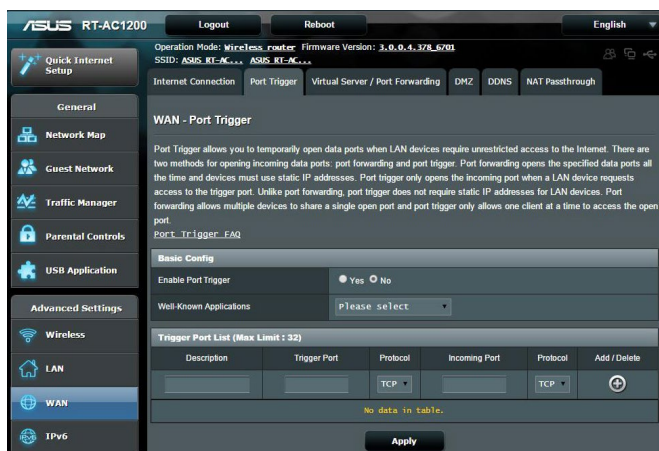 ASUS RT-AC1200 Logout Reboot English
Operation Mode: Wireless router Firmware Version: 3.0.0.4.378_6701
SSID: ASUS RT-AC... ASUS RT-AC...
Quick Internet
Setup
Internet Connection Port Trigger Virtual Server / Port Forwarding DMZ DDNS NAT Passthrough
General
Network Map
Guest Network
Traffic Manager
Parental Controls
USB Application
Advanced Settings
Wireless
LAN
WAN
IPv6
WAN - Port Trigger
Port Trigger allows you to temporarily open data ports when LAN devices require unrestricted access to the Internet. There are
two methods for opening incoming data ports: port forwarding and port trigger. Port forwarding opens the specified data ports all
the time and devices must use static IP addresses. Port trigger only opens the incoming port when a LAN device requests
access to the trigger port. Unlike port forwarding, port trigger does not require static IP addresses for LAN devices. Port
forwarding allows multiple devices to share a single open port and port trigger only allows one client at a time to access the open
port.
Port Trigger FAQ
Basic Config
Enable Port Trigger Yes No
Well-Known Applications Please select
Trigger Port List (Max Limit : 32)
Description Trigger Port Protocol Incoming Port Protocol Add / Delete
TCP TCP
No data in table.
Apply